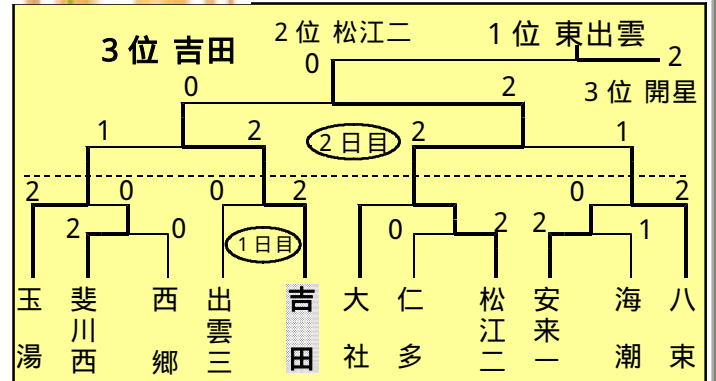 2位 松江二
1位 東出雲
3位 吉田
0
2
3位 開星
0
2
1
2
2日目
2
1
2
0
0
2
0
2
2
0
1日目
0
2
2
1
玉湯
斐川西
西郷
出雲三
吉田
大社
仁多
松江二
安来一
海潮
八束